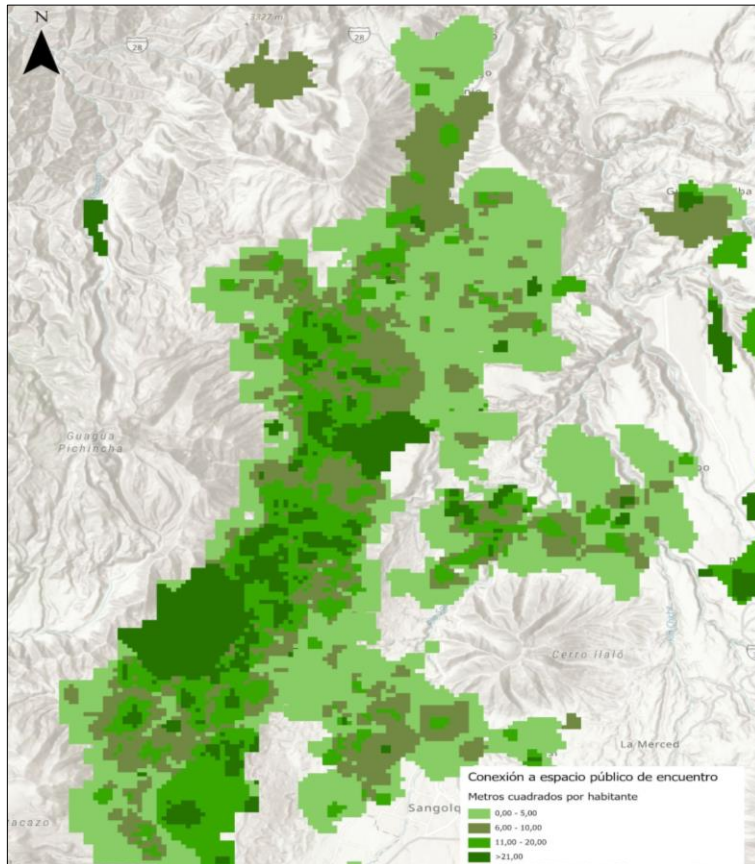 N
28
28
Guagua
Pichincha
Cerro Ilaló
La Merced
Conexión a espacio público de encuentro
Metros cuadrados por habitante
0,00 - 5,00
6,00 - 10,00
11,00 - 20,00
>21,00